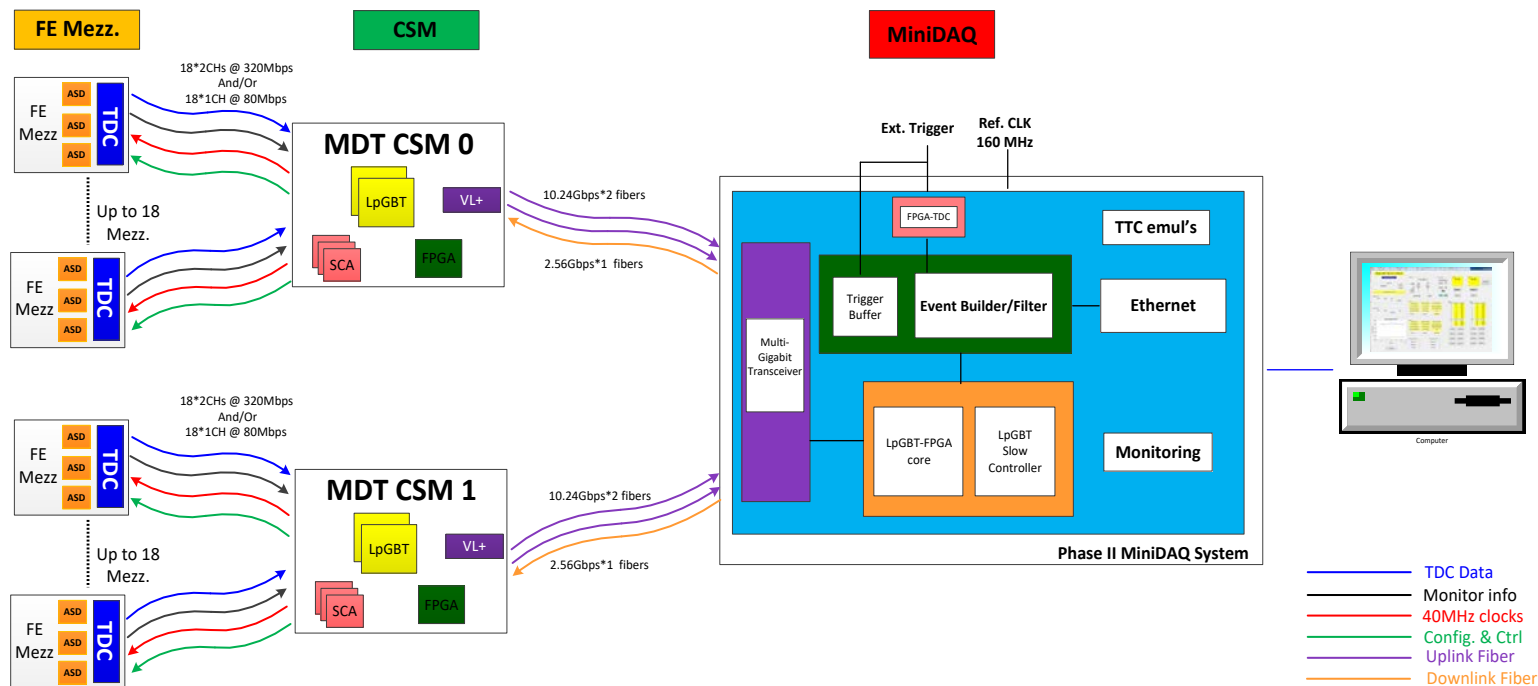 FE Mezz.
CSM
MiniDAQ
18*2CHs @ 320Mbps
And/Or
18*1CH @ 80Mbps
FE
Mezz
ASD
ASD
ASD
TDC
Up to 18
Mezz.
FE
Mezz
ASD
ASD
ASD
TDC
MDT CSM 0
LpGBT
VL+
SCA
FPGA
10.24Gbps*2 fibers
2.56Gbps*1 fibers
18*2CHs @ 320Mbps
And/Or
18*1CH @ 80Mbps
FE
Mezz
ASD
ASD
ASD
TDC
Up to 18
Mezz.
FE
Mezz
ASD
ASD
ASD
TDC
MDT CSM 1
LpGBT
VL+
SCA
FPGA
10.24Gbps*2 fibers
2.56Gbps*1 fibers
Ext. Trigger
Ref. CLK
160 MHz
FPGA-TDC
TTC emul's
Trigger
Buffer
Event Builder/Filter
Ethernet
Multi-
Gigabit
Transceiver
LpGBT-FPGA
core
LpGBT
Slow
Controller
Monitoring
Phase II MiniDAQ System
Computer
TDC Data
Monitor info
40MHz clocks
Config. & Ctrl
Uplink Fiber
Downlink Fiber